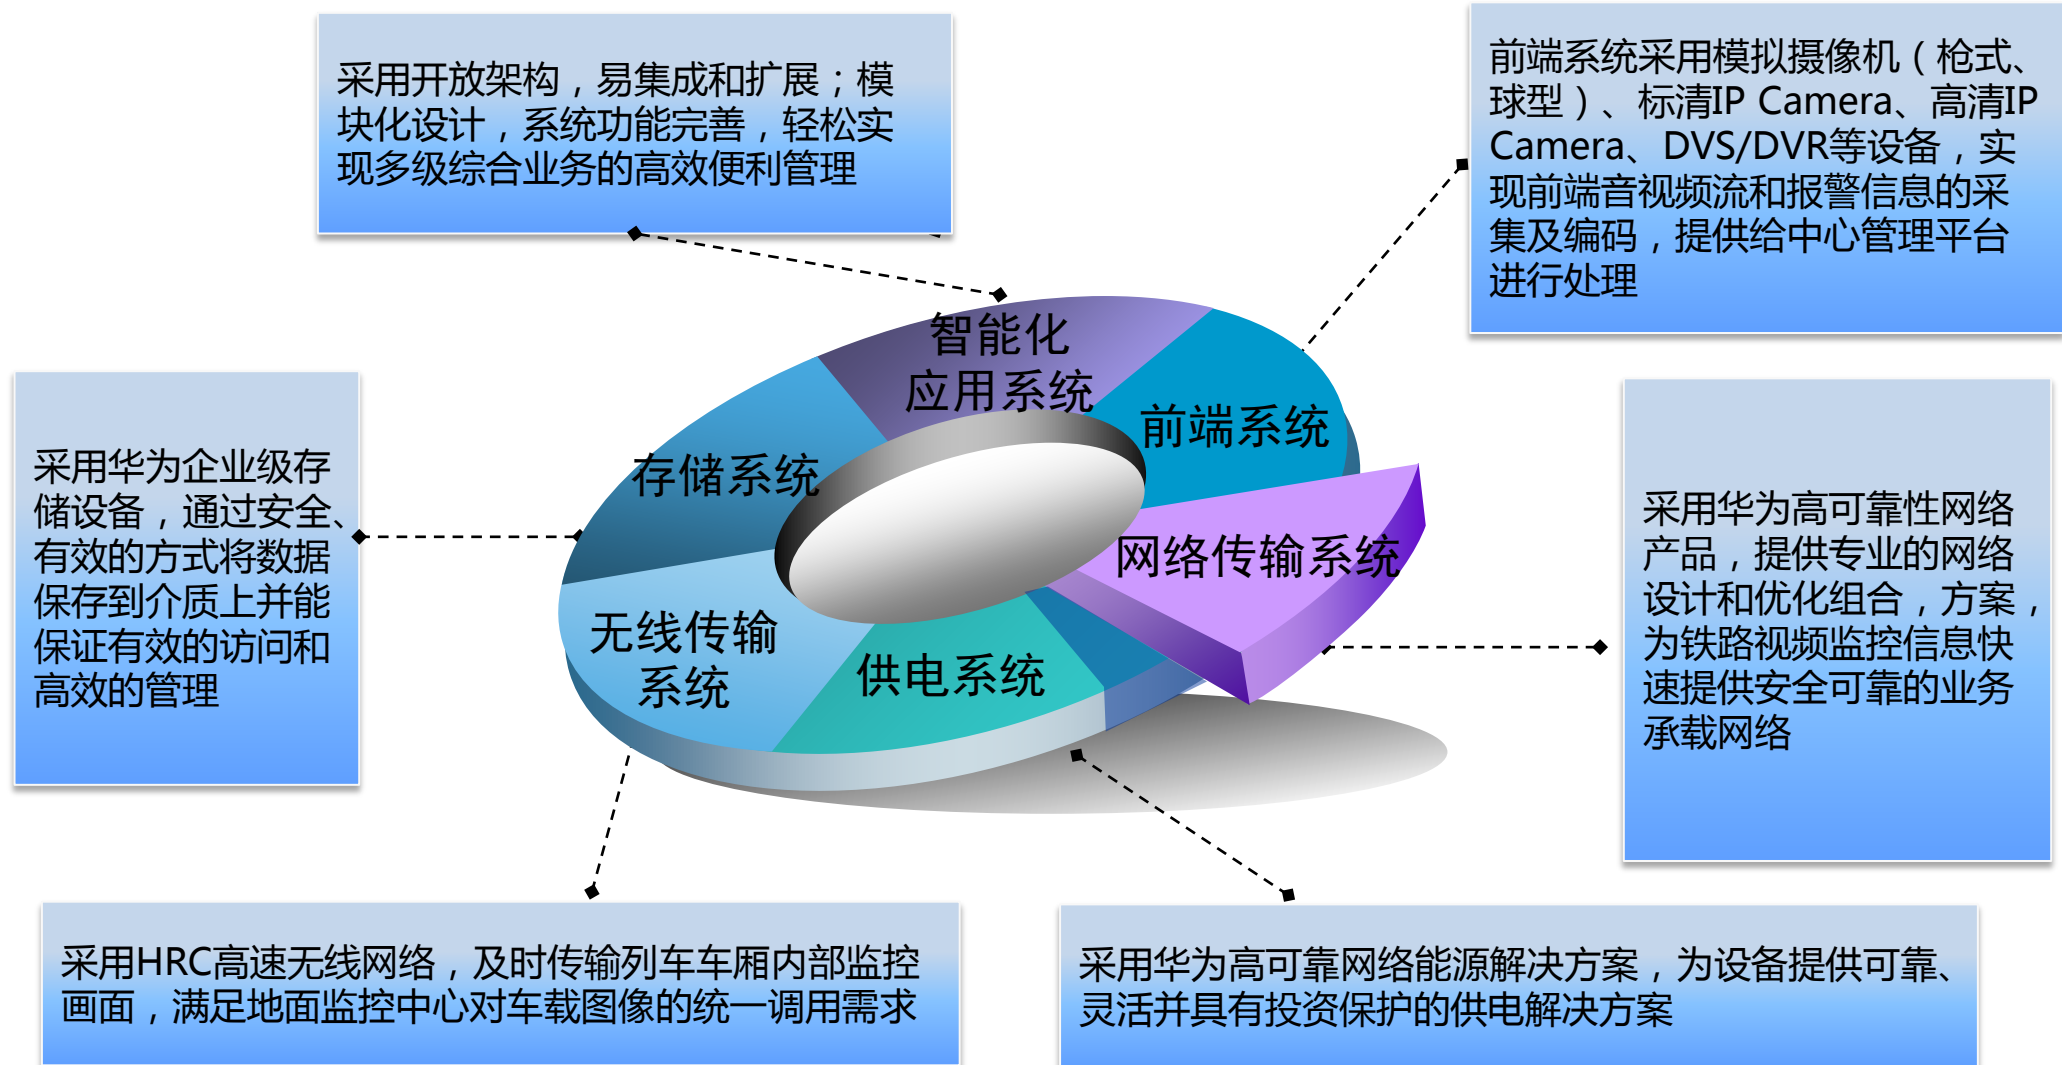 采用开放架构，易集成和扩展；模
块化设计，系统功能完善，轻松实
现多级综合业务的高效便利管理
前端系统采用模拟摄像机（枪式、
球型）、标清IP Camera、高清IP
Camera、DVS/DVR等设备，实
现前端音视频流和报警信息的采
集及编码，提供给中心管理平台
进行处理
智能化
应用系统
前端系统
存储系统
网络传输系统
无线传输
系统
供电系统
采用华为企业级存
储设备，通过安全、
有效的方式将数据
保存到介质上并能
保证有效的访问和
高效的管理
采用华为高可靠性网络
产品，提供专业的网络
设计和优化组合，方案，
为铁路视频监控信息快
速提供安全可靠的业务
承载网络
采用HRC高速无线网络，及时传输列车车厢内部监控
画面，满足地面监控中心对车载图像的统一调用需求
采用华为高可靠网络能源解决方案，为设备提供可靠、
灵活并具有投资保护的供电解决方案